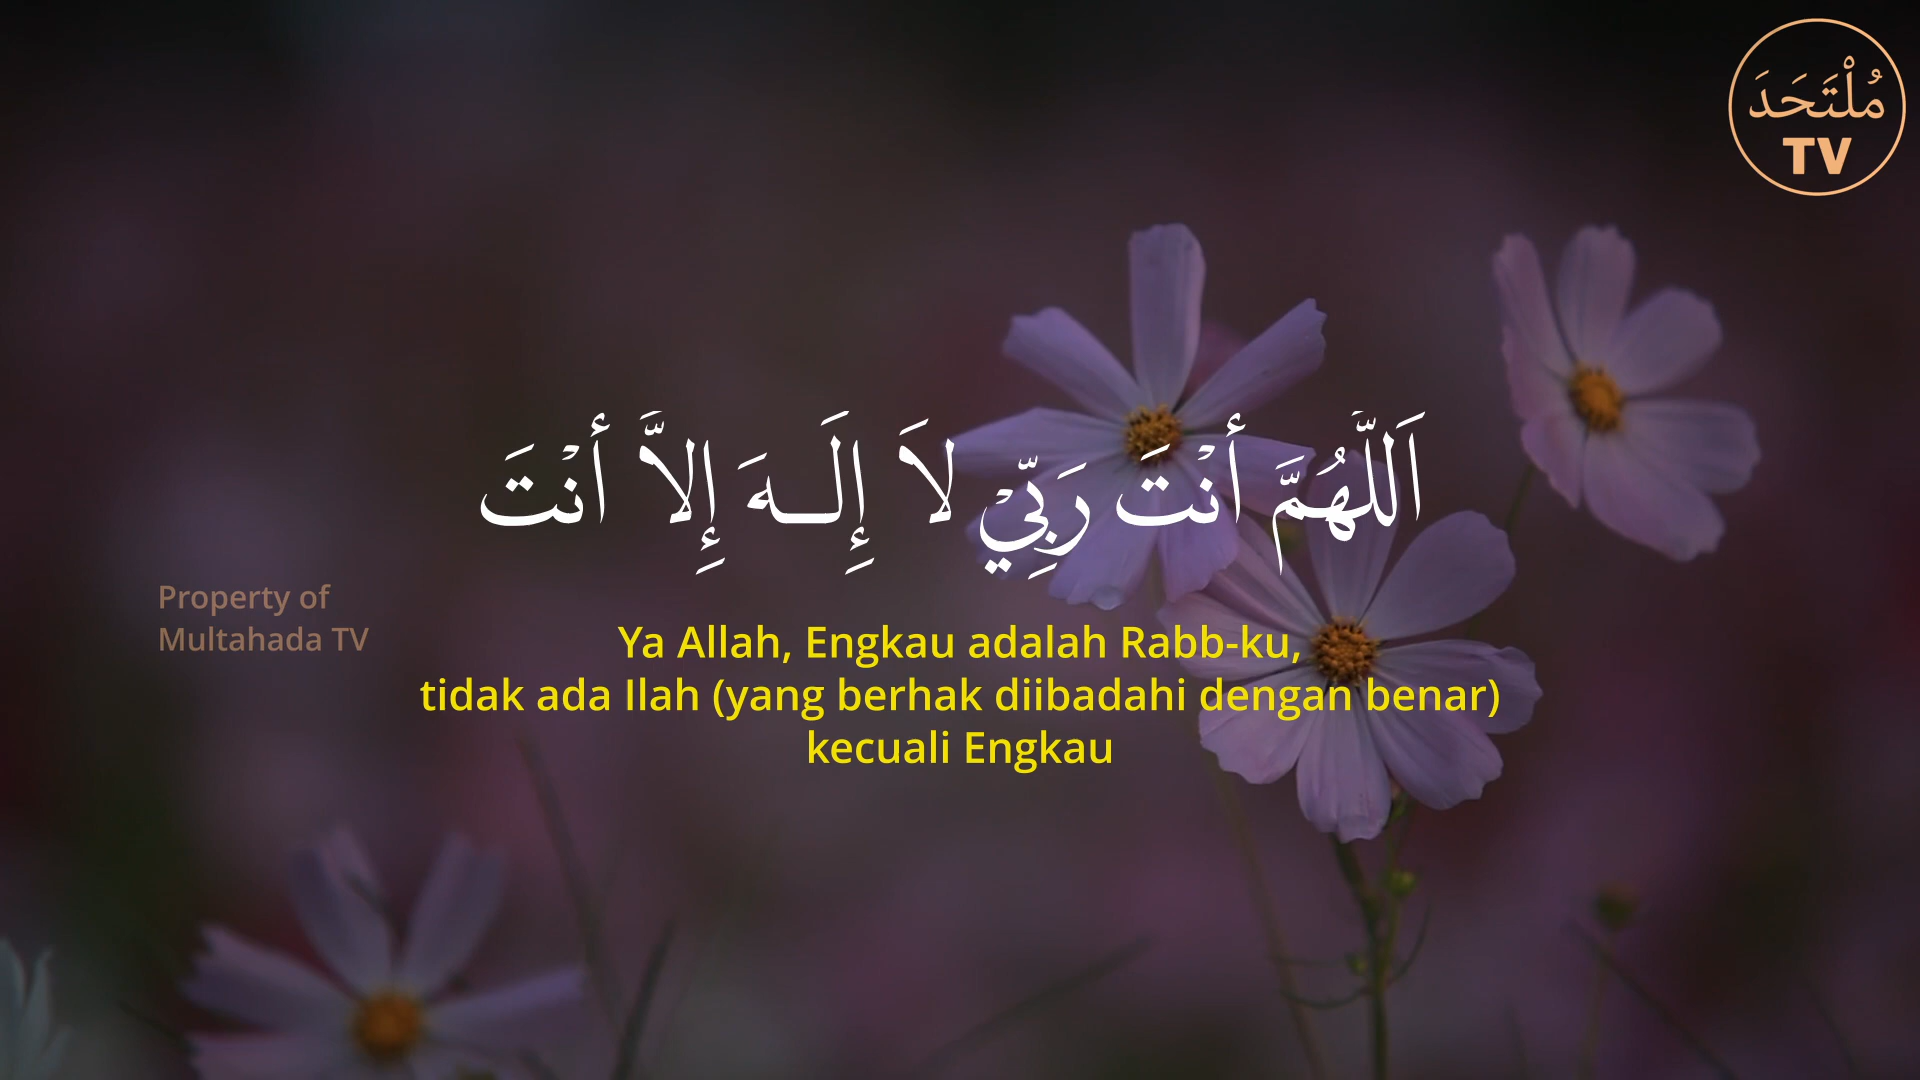 مُلْتَحَدَ
TV
اَللَّهُمَّ أَنْتَ رَبِّيْ لاَ إِلَـهَ إِلاَّ أَنْتَ
Property of
Multahada TV
Ya Allah, Engkau adalah Rabb-ku,
tidak ada Ilah (yang berhak diibadahi dengan benar)
kecuali Engkau